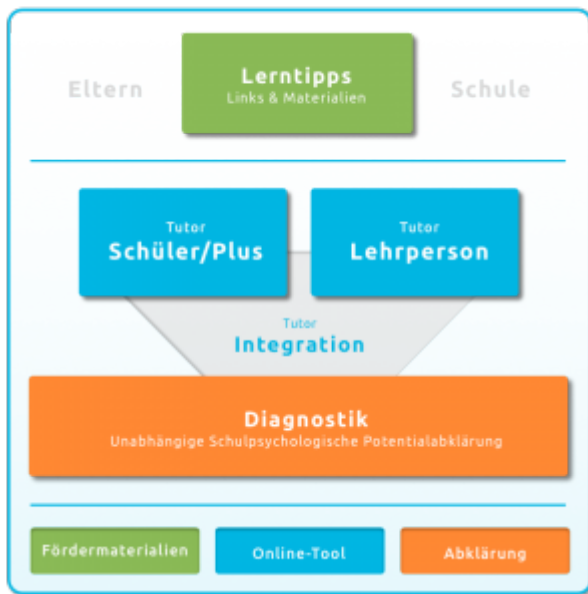 Eltern
Lerntipps
Links & Materialien
Schule
Tutor
Schüler/Plus
Tutor
Lehrperson
Tutor
Integration
Diagnostik
Unabhängige Schulpsychologische Potentialabklärung
Fördermaterialien
Online-Tool
Abklärung